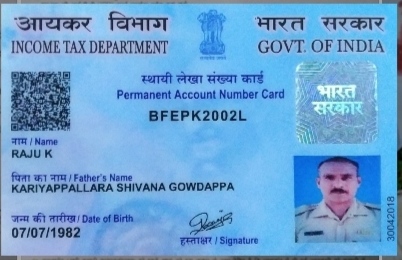 आयकर विभाग
INCOME TAX DEPARTMENT
भारत सरकार
GOVT. OF INDIA
स्थायी लेखा संख्या कार्ड
Permanent Account Number Card
BFEPK2002L
भारत
सरकार
नाम / Name
RAJU K
पिता का नाम / Father's Name
KARIYAPPALLARA SHIVANA GOWDAPPA
जन्म की तारीख / Date of Birth
07/07/1982
हस्ताक्षर / Signature
30042018